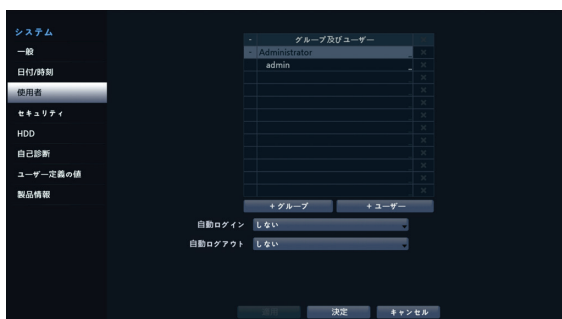 システム
一般
日付/時刻
使用者
セキュリティ
HDD
自己診断
ユーザー定義の値
製品情報
- グループ及びユーザー
- Administrator
admin
+ グループ + ユーザー
自動ログイン しない
自動ログアウト しない
決定 キャンセル